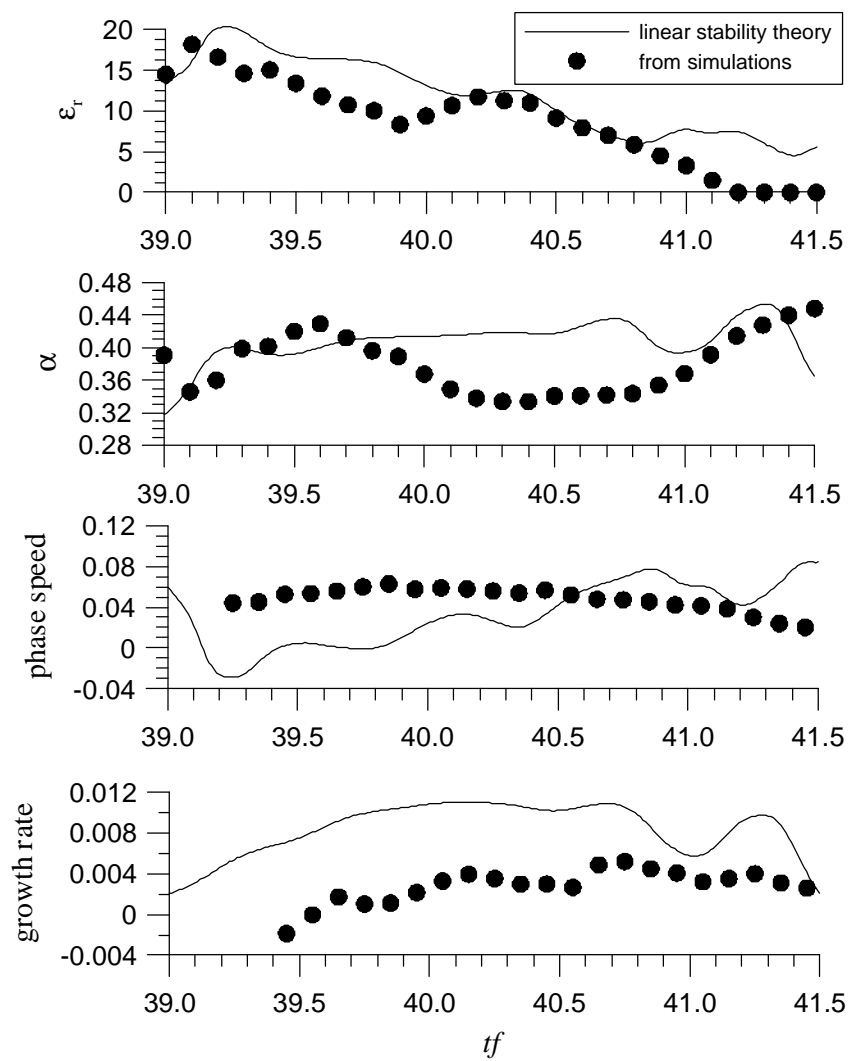 linear stability theory
from simulations
20
15
10
5
0
εr
39.0 39.5 40.0 40.5 41.0 41.5
0.48
0.44
0.40
0.36
0.32
0.28
α
39.0 39.5 40.0 40.5 41.0 41.5
0.12
0.08
0.04
0
-0.04
phase speed
39.0 39.5 40.0 40.5 41.0 41.5
0.012
0.008
0.004
0
-0.004
growth rate
39.0 39.5 40.0 40.5 41.0 41.5
tf